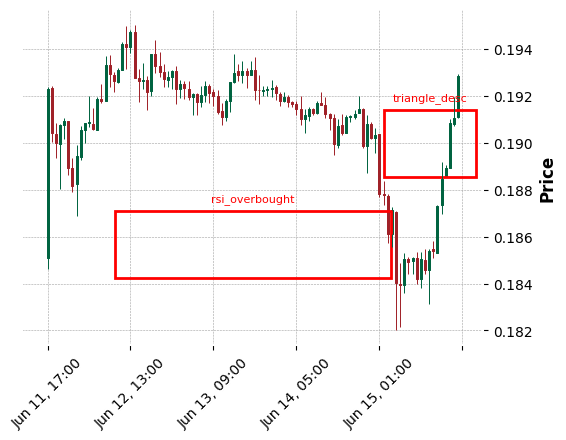 0.194
triangle_desc
0.192
0.190
Price
rsi_overbought
0.188
0.186
0.184
0.182
Jun 11, 17:00
Jun 12, 13:00
Jun 13, 09:00
Jun 14, 05:00
Jun 15, 01:00